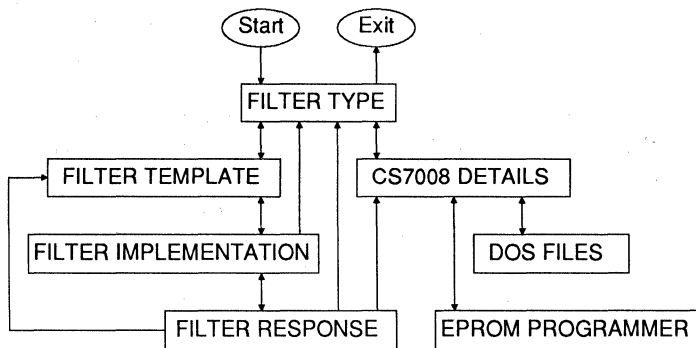 Start
Exit
FILTER TYPE
FILTER TEMPLATE
CS7008 DETAILS
FILTER IMPLEMENTATION
DOS FILES
FILTER RESPONSE
EPROM PROGRAMMER